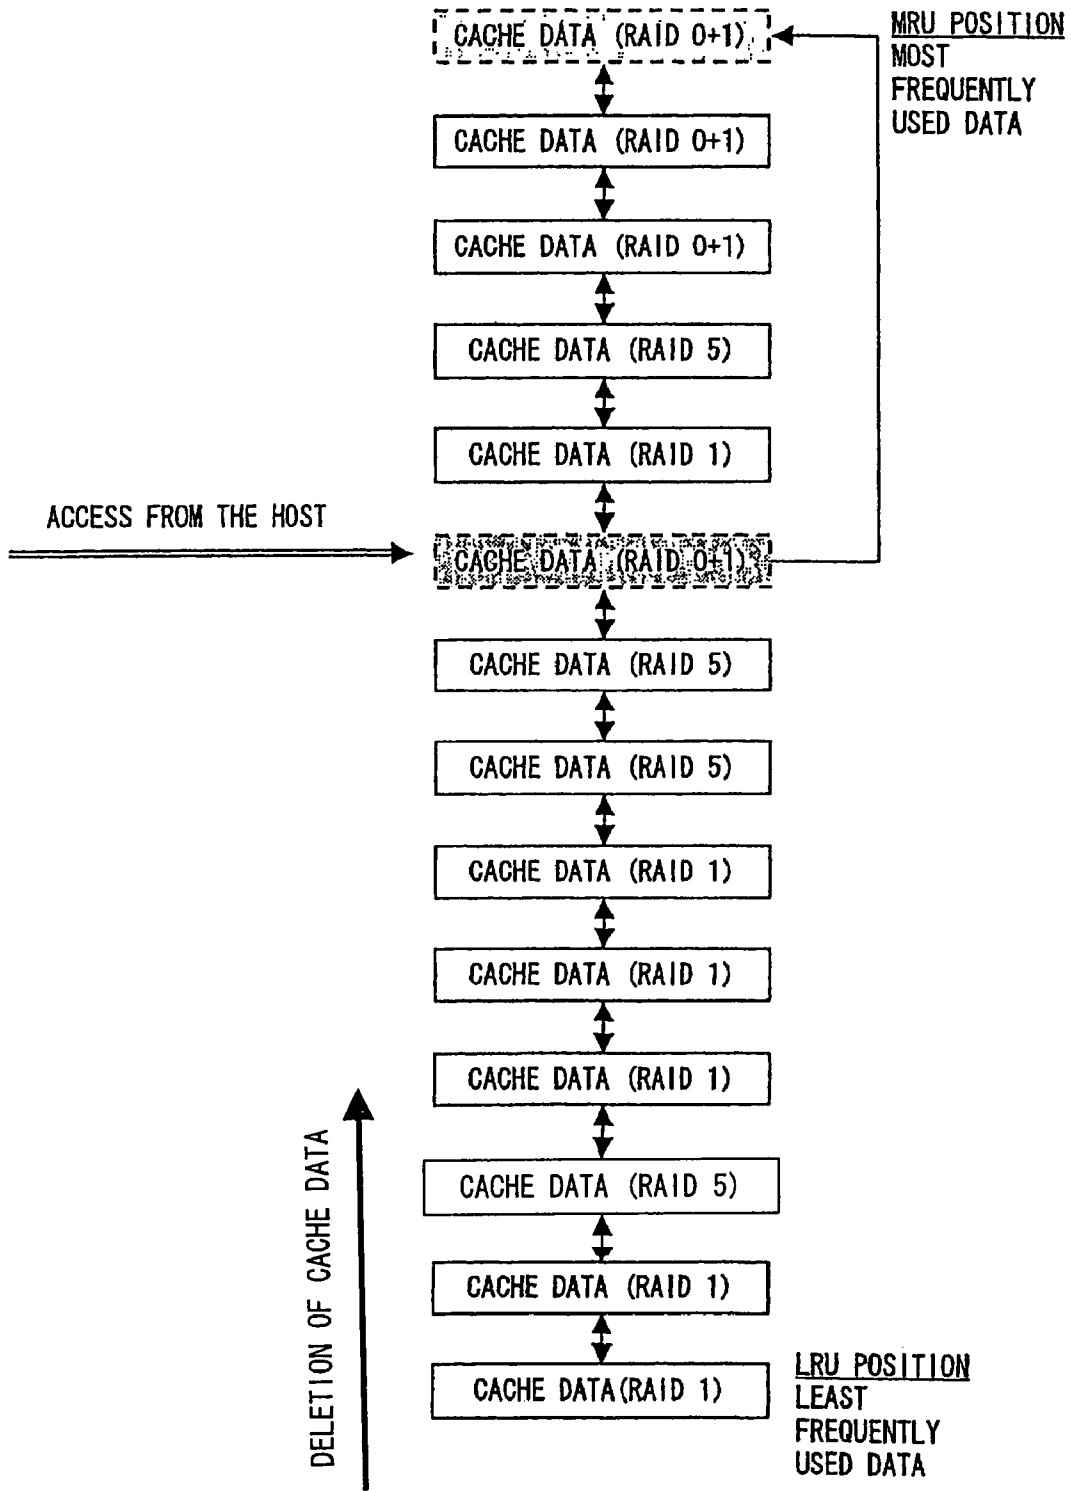 CACHE DATA (RAID 0+1)
MRU POSITION
MOST
FREQUENTLY
USED DATA
CACHE DATA (RAID 0+1)
CACHE DATA (RAID 0+1)
CACHE DATA (RAID 5)
CACHE DATA (RAID 1)
ACCESS FROM THE HOST
CACHE DATA (RAID 0+1)
CACHE DATA (RAID 5)
CACHE DATA (RAID 5)
CACHE DATA (RAID 1)
CACHE DATA (RAID 1)
CACHE DATA (RAID 1)
DELETION OF CACHE DATA
CACHE DATA (RAID 5)
CACHE DATA (RAID 1)
CACHE DATA(RAID 1)
LRU POSITION
LEAST
FREQUENTLY
USED DATA